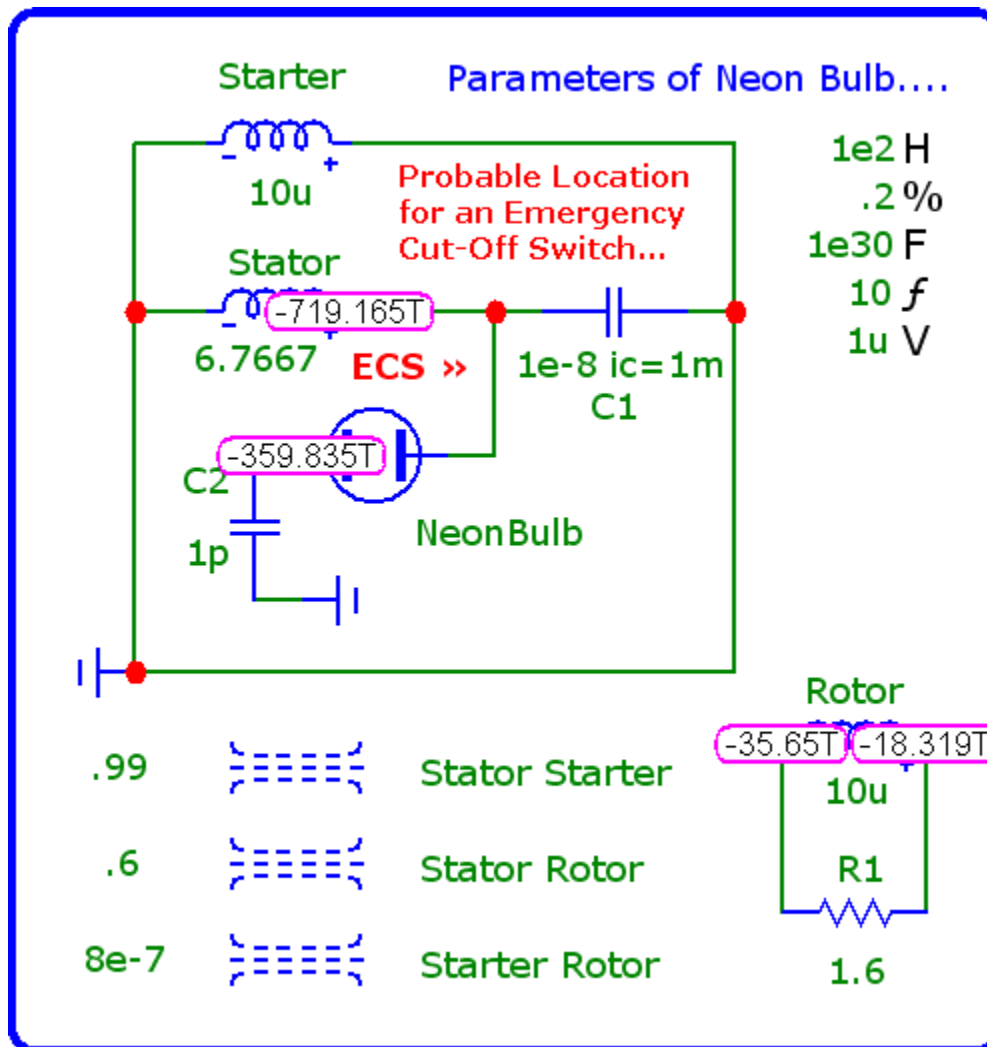 Starter
Parameters of Neon Bulb....
- +
10u
Probable Location
for an Emergency
Cut-Off Switch...
1e2 H
.2 %
1e30 F
10 ƒ
1u V
Stator
- -719.165T +
6.7667
ECS »
1e-8 ic=1m
C1
-359.835T
C2
1p
NeonBulb
Rotor
-35.65T
-18.319T
+
10u
R1
1.6
.99 Stator Starter
.6 Stator Rotor
8e-7 Starter Rotor